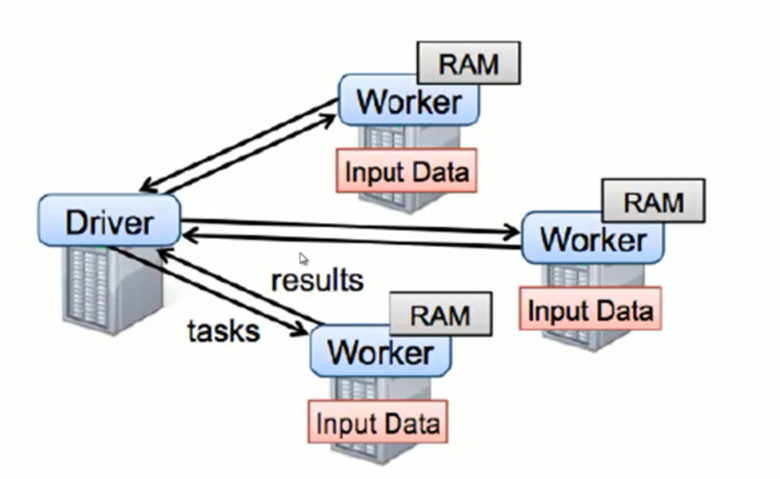 RAM
Worker
Input Data
RAM
Driver
Worker
results
Input Data
RAM
tasks
Worker
Input Data